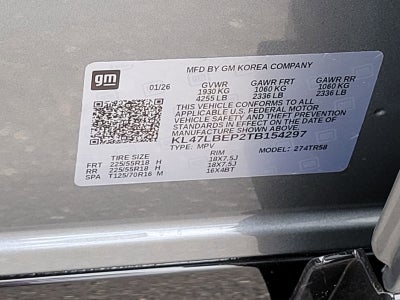 gm
MFD BY GM KOREA COMPANY
01/26 GVWR GAWR FRT GAWR RR
1930 KG 1060 KG 1060 KG
4255 LB 2336 LB 2336 LB
THIS VEHICLE CONFORMS TO ALL
APPLICABLE U.S. FEDERAL MOTOR
VEHICLE SAFETY AND THEFT PREVENTION
STANDARDS IN EFFECT ON THE DATE OF
MANUFACTURE SHOWN ABOVE.
KL47LBEP2TB154297
TYPE: MPV MODEL: 274TR58
TIRE SIZE RIM
FRT 225/55R18 H 18X7.5J
RR 225/55R18 H 18X7.5J
SPA T125/70R16 M 16X4BT